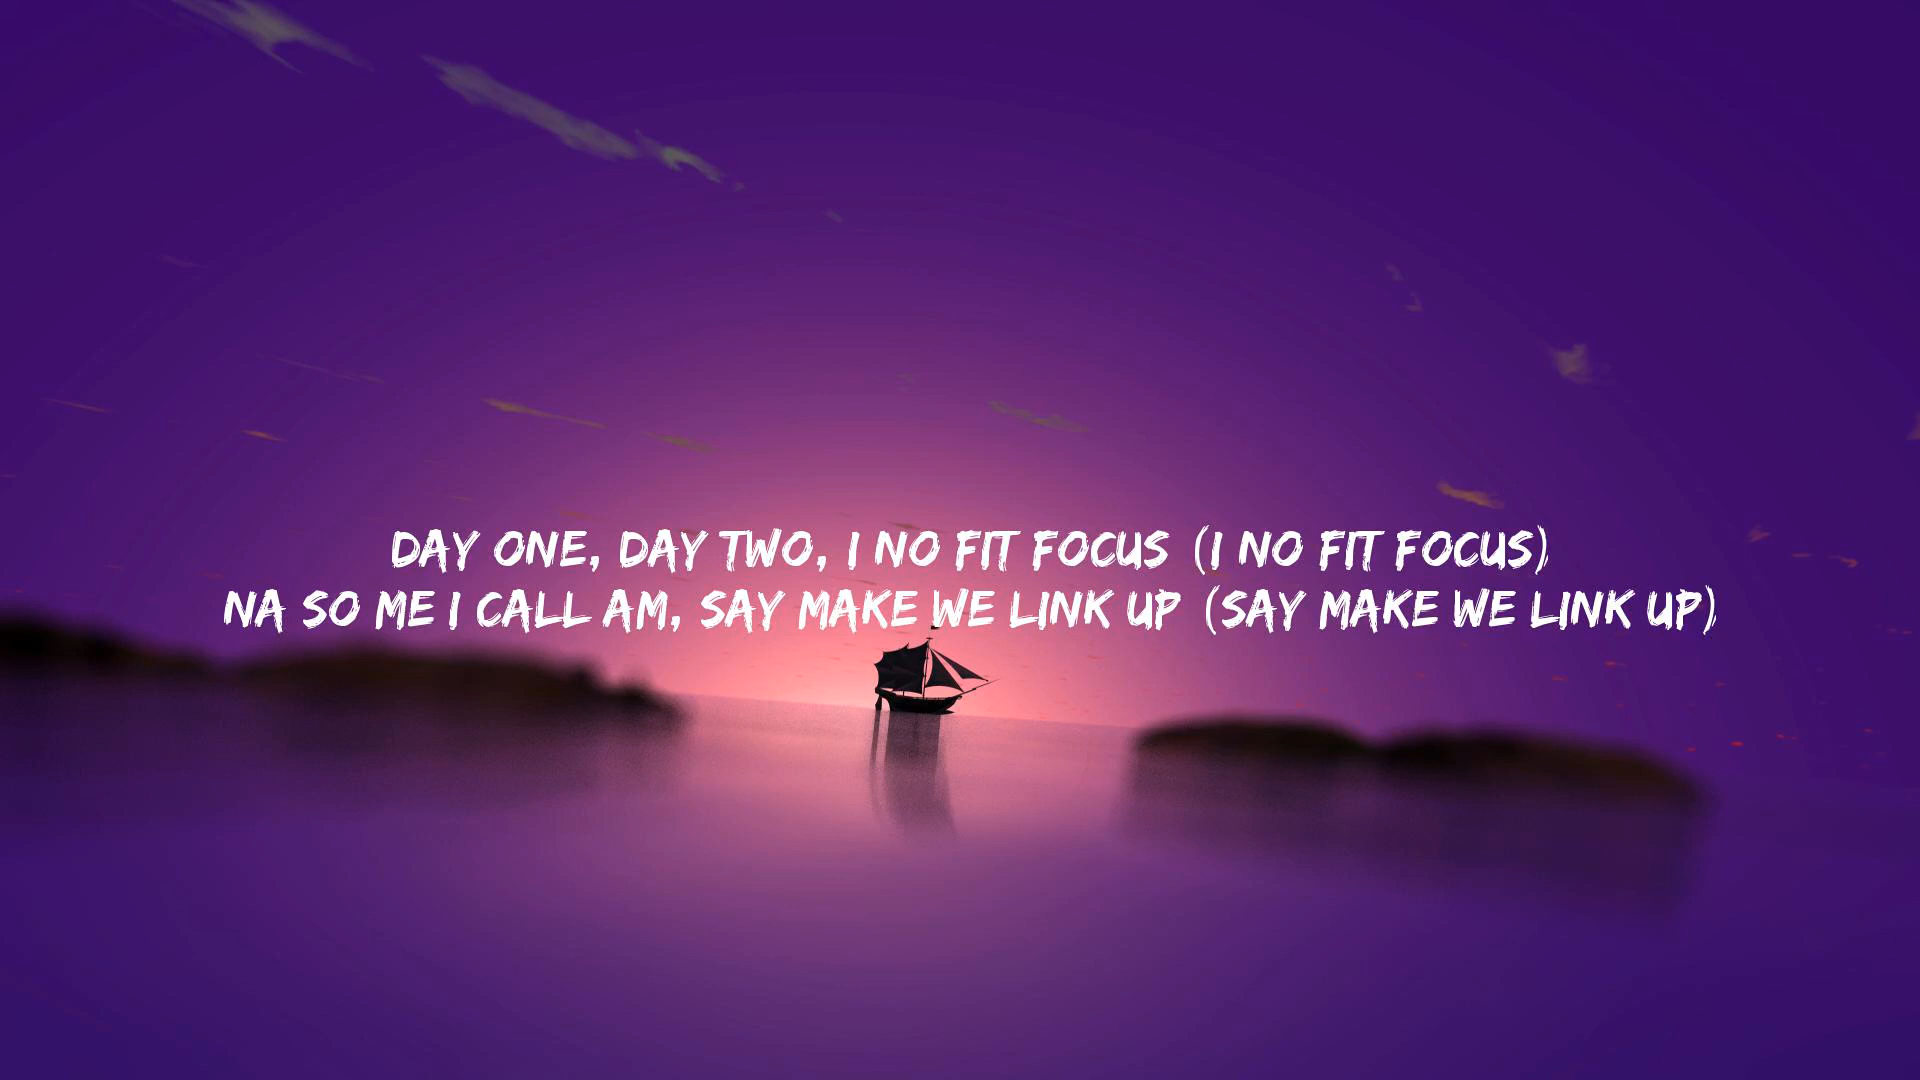 DAY ONE, DAY TWO, I NO FIT FOCUS (I NO FIT FOCUS)
NA SO ME I CALL AM, SAY MAKE WE LINK UP (SAY MAKE WE LINK UP)